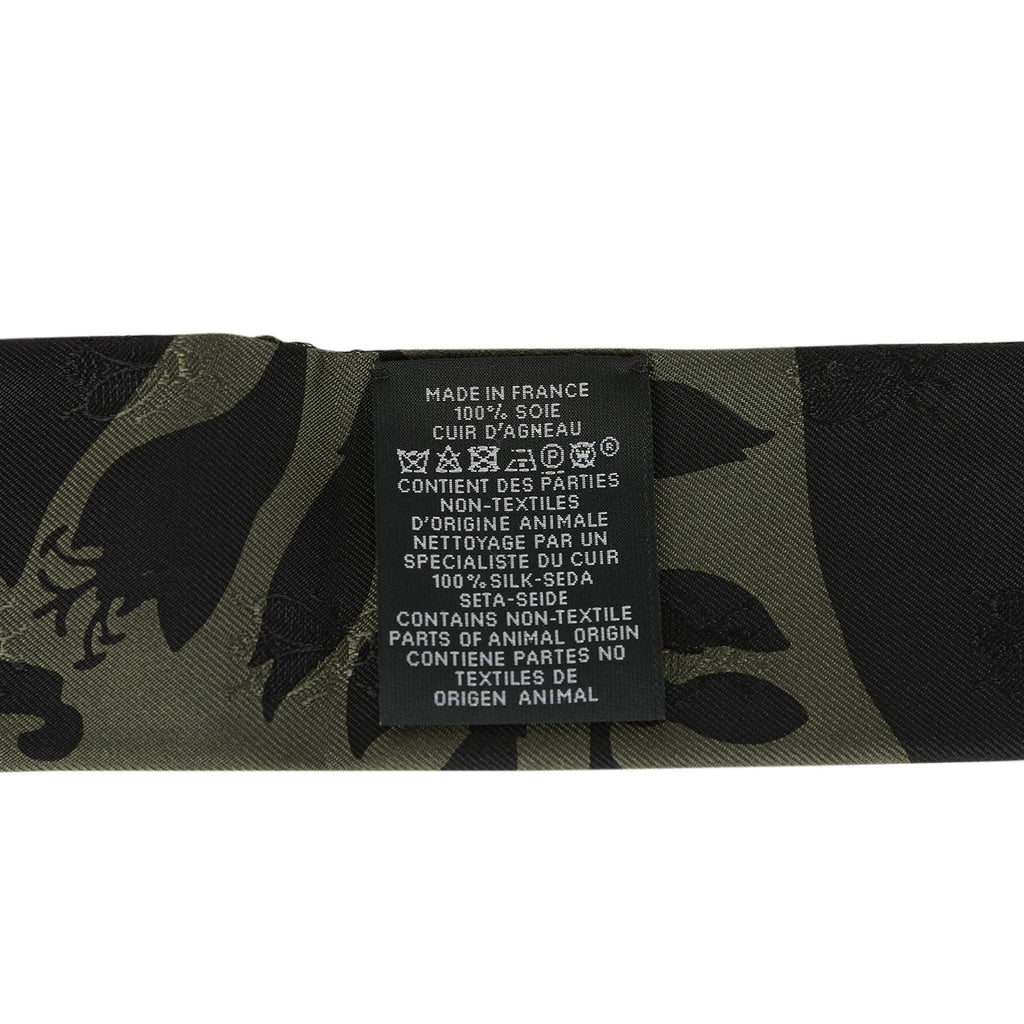 MADE IN FRANCE
100% SOIE
CUIR D'AGNEAU
P W ®
CONTIENT DES PARTIES
NON-TEXTILES
D'ORIGINE ANIMALE
NETTOYAGE PAR UN
SPECIALISTE DU CUIR
100% SILK-SEDA
SETA-SEIDE
CONTAINS NON-TEXTILE
PARTS OF ANIMAL ORIGIN
CONTIENE PARTES NO
TEXTILES DE
ORIGEN ANIMAL